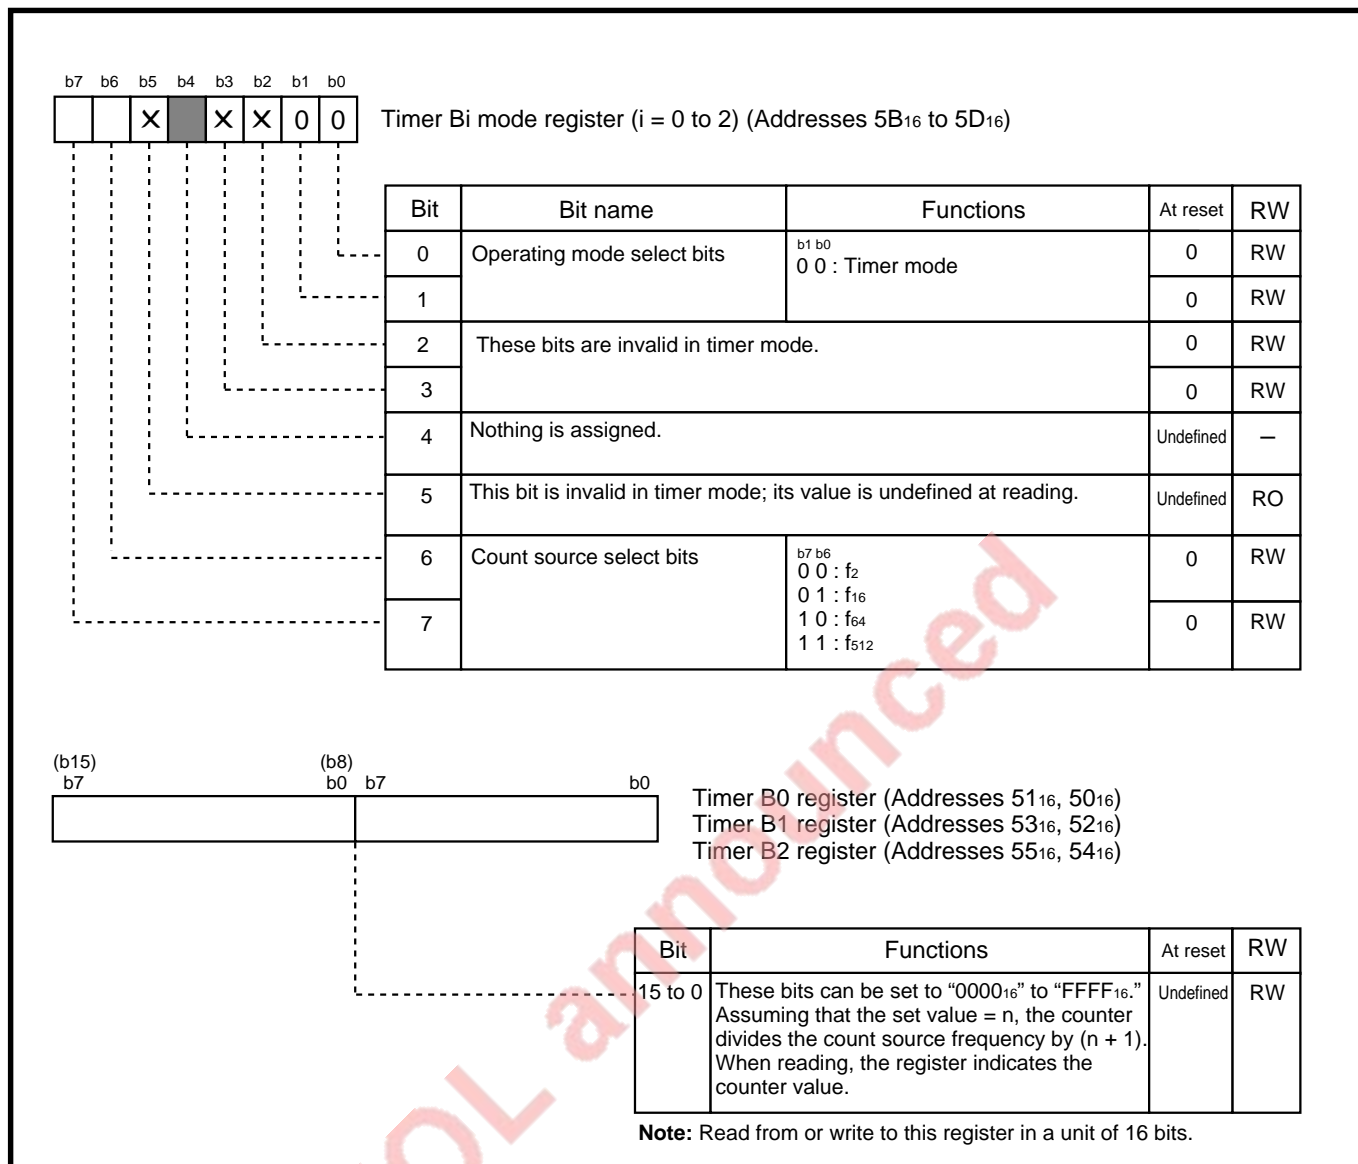 b7 b6 b5 b4 b3 b2 b1 b0
X X X 0 0 Timer Bi mode register (i = 0 to 2) (Addresses 5B16 to 5D16)
Bit Bit name Functions At reset RW
0 Operating mode select bits b1 b0 0 RW
0 0 : Timer mode
1 0 RW
2 These bits are invalid in timer mode. 0 RW
3 0 RW
4 Nothing is assigned. Undefined –
5 This bit is invalid in timer mode; its value is undefined at reading. Undefined RO
6 Count source select bits b7 b6 0 RW
0 0 : f2
0 1 : f16
7 1 0 : f64 0 RW
1 1 : f512
(b15) (b8)
b7 b0 b7 b0
Timer B0 register (Addresses 5116, 5016)
Timer B1 register (Addresses 5316, 5216)
Timer B2 register (Addresses 5516, 5416)
Bit Functions At reset RW
15 to 0 These bits can be set to “000016” to “FFFF16.” Undefined RW
Assuming that the set value = n, the counter
divides the count source frequency by (n + 1).
When reading, the register indicates the
counter value.
Note: Read from or write to this register in a unit of 16 bits.
OL announced